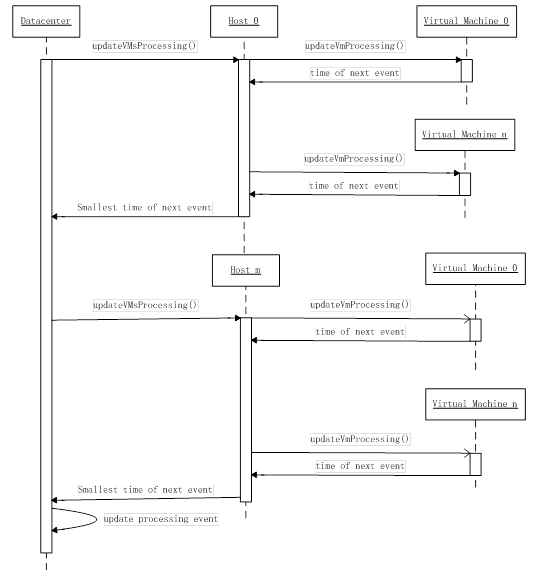 Datacenter
Host 0
Virtual Machine 0
updateVMsProcessing()
updateVmProcessing()
time of next event
Virtual Machine n
updateVmProcessing()
time of next event
Smallest time of next event
Host m
Virtual Machine 0
updateVMsProcessing()
updateVmProcessing()
time of next event
Virtual Machine n
updateVmProcessing()
time of next event
Smallest time of next event
update processing event